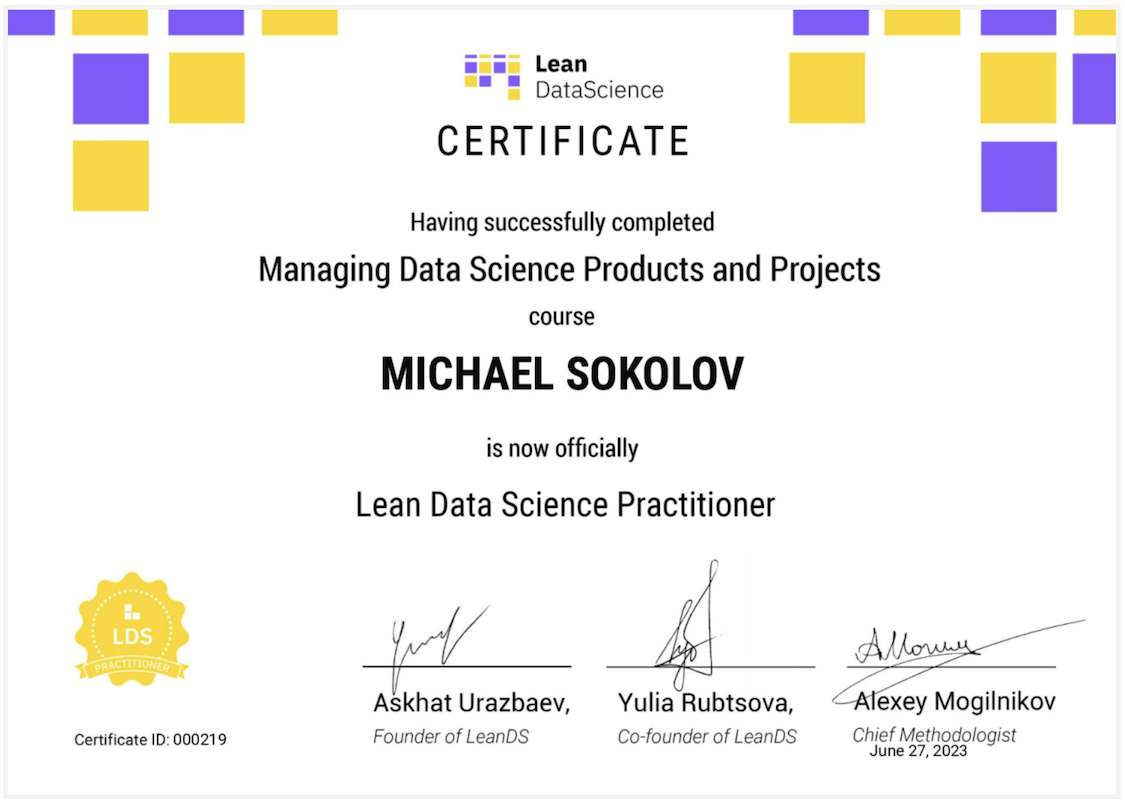 Lean
DataScience
CERTIFICATE
Having successfully completed
Managing Data Science Products and Projects
course
MICHAEL SOKOLOV
is now officially
Lean Data Science Practitioner
LDS
PRACTITIONER
Askhat Urazbaev,
Founder of LeanDS
Yulia Rubtsova,
Co-founder of LeanDS
Alexey Mogilnikov
Chief Methodologist
June 27, 2023
Certificate ID: 000219